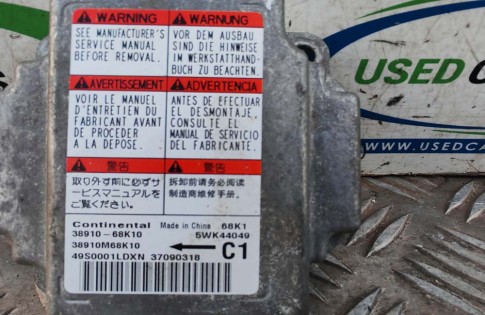 WARNING
SEE MANUFACTURER'S
SERVICE MANUAL
BEFORE REMOVAL.
WARNUNG
VOR DEM AUSBAU
SIND DIE HINWEISE
IM WERKSTATTHAND-
BUCH ZU BEACHTEN.
AVERTISSEMENT
VOIR LE MANUEL
D'ENTRETIEN DU
FABRICANT AVANT
DE PROCEDER
A LA DEPOSE.
ADVERTENCIA
ANTES DE EFECTUAR
EL DESMONTAJE,
CONSULTE EL
MANUAL DE SERVICIO
DEL FABRICANTE.
警告
取り外す前に必ずサ
ービスマニュアルを
ご覧ください。
警告
拆卸前请务必阅读
制造商维修手册.
Continental Made in China 68K1
38910-68K10 5WK44049
38910M68K10 C1
49S0001LDXN 37090318
USED
WWW.USEDCA